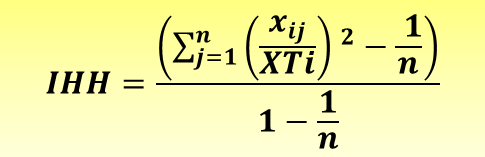 IHH = ((∑_{j=1}^{n} (x_{ij}/XTi) ^2 − 1/n)) / (1 − 1/n)